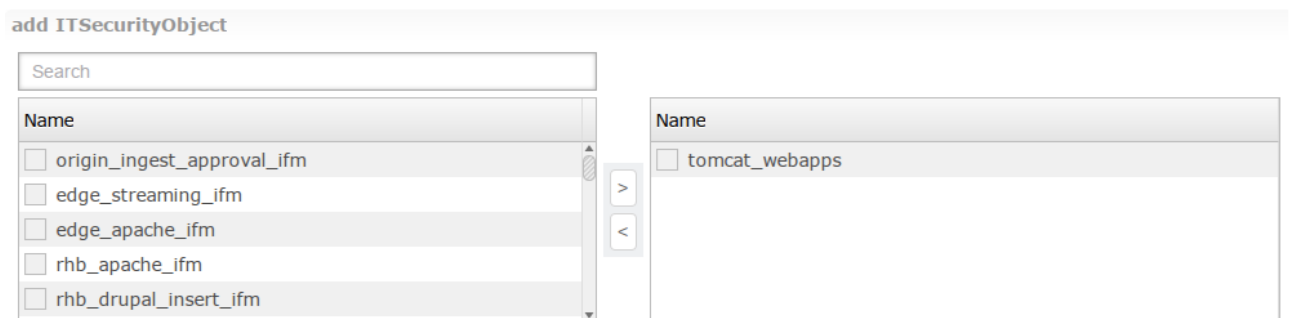 add ITSecurityObject
Search
Name
origin_ingest_approval_ifm
edge_streaming_ifm
edge_apache_ifm
rhb_apache_ifm
rhb_drupal_insert_ifm
>
<
Name
tomcat_webapps